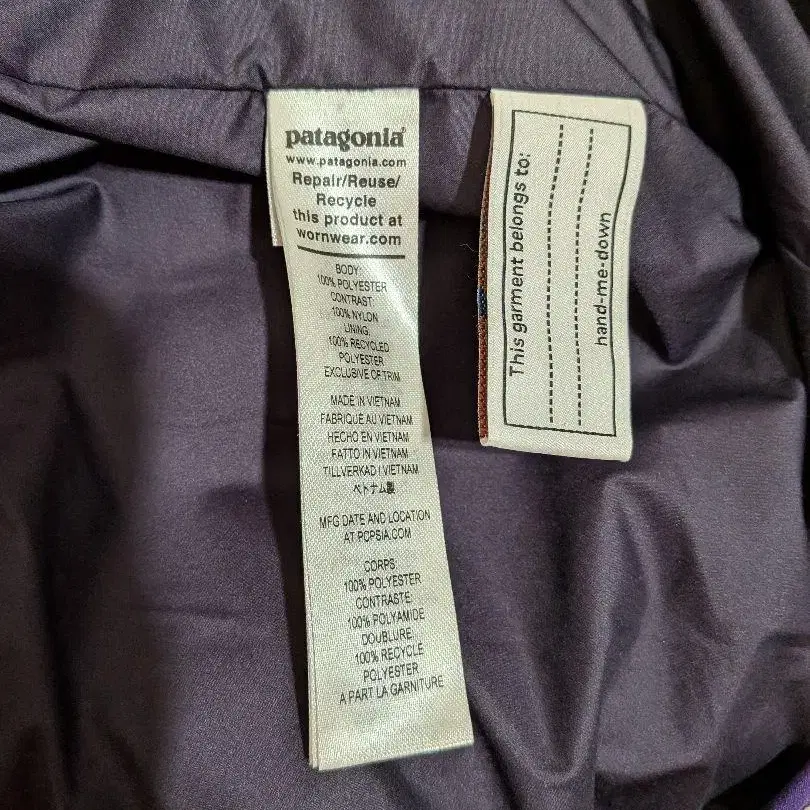 patagonia®
www.patagonia.com
Repair/Reuse/
Recycle
this product at
wornwear.com
BODY:
100% POLYESTER
CONTRAST:
100% NYLON
LINING:
100% RECYCLED
POLYESTER
EXCLUSIVE OF TRIM
MADE IN VIETNAM
FABRIQUÉ AU VIETNAM
HECHO EN VIETNAM
FATTO IN VIETNAM
TILLVERKAD I VIETNAM
ベトナム製
MFG DATE AND LOCATION
AT PCPSIA.COM
CORPS:
100% POLYESTER
CONTRASTE:
100% POLYAMIDE
DOUBLURE:
100% RECYCLÉ
POLYESTER
A PART LA GARNITURE
This garment belongs to:
hand-me-down